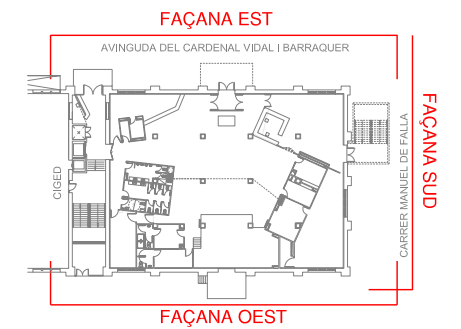 FAÇANA EST
AVINGUDA DEL CARDENAL VIDAL I BARRAQUER
CIGED
CARRER MANUEL DE FALLA
FAÇANA SUD
FAÇANA OEST